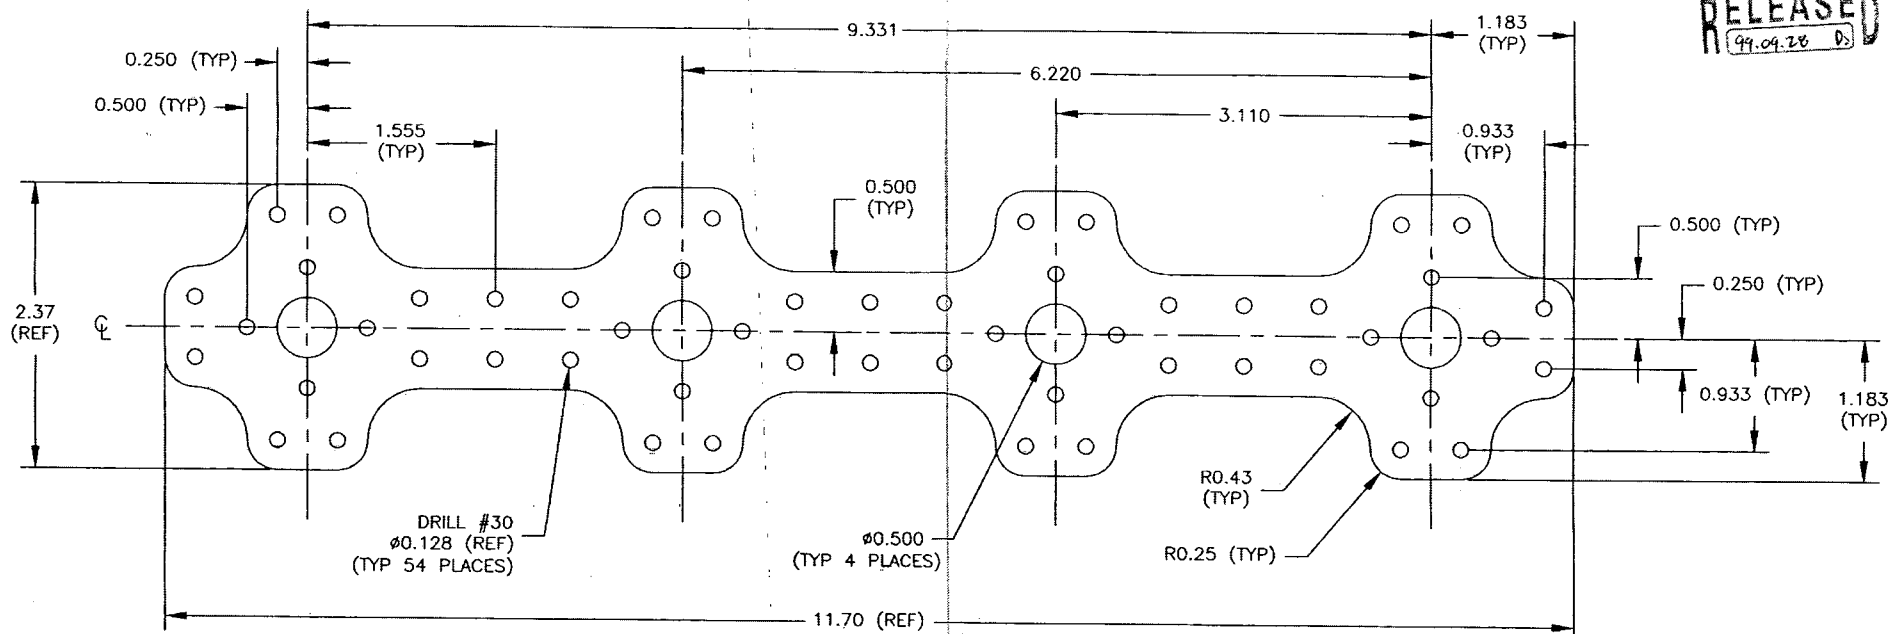 RELEASED
99.09.28 DS
9.331
1.183
(TYP)
0.250 (TYP)
6.220
0.500 (TYP)
1.555
(TYP)
3.110
0.933
(TYP)
0.500
(TYP)
0.500 (TYP)
0.250 (TYP)
2.37
(REF)
℄
0.933 (TYP)
1.183
(TYP)
R0.43
(TYP)
DRILL #30
ø0.128 (REF)
(TYP 54 PLACES)
ø0.500
(TYP 4 PLACES)
R0.25 (TYP)
11.70 (REF)